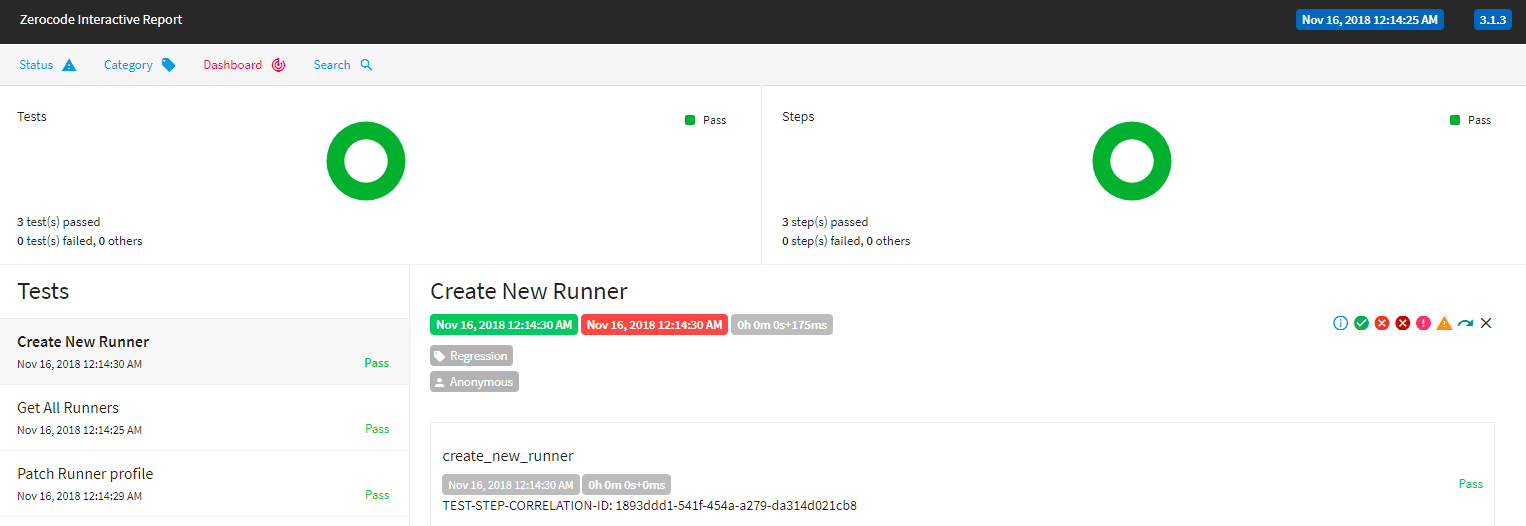 Zerocode Interactive Report
Nov 16, 2018 12:14:25 AM
3.1.3
Status
Category
Dashboard
Search
Tests
Pass
3 test(s) passed
0 test(s) failed, 0 others
Steps
Pass
3 step(s) passed
0 step(s) failed, 0 others
Tests
Create New Runner
Nov 16, 2018 12:14:30 AM
Pass
Get All Runners
Nov 16, 2018 12:14:25 AM
Pass
Patch Runner profile
Nov 16, 2018 12:14:29 AM
Pass
Create New Runner
Nov 16, 2018 12:14:30 AM Nov 16, 2018 12:14:30 AM 0h 0m 0s+175ms
Regression
Anonymous
create_new_runner
Nov 16, 2018 12:14:30 AM 0h 0m 0s+0ms
Pass
TEST-STEP-CORRELATION-ID: 1893ddd1-541f-454a-a279-da314d021cb8